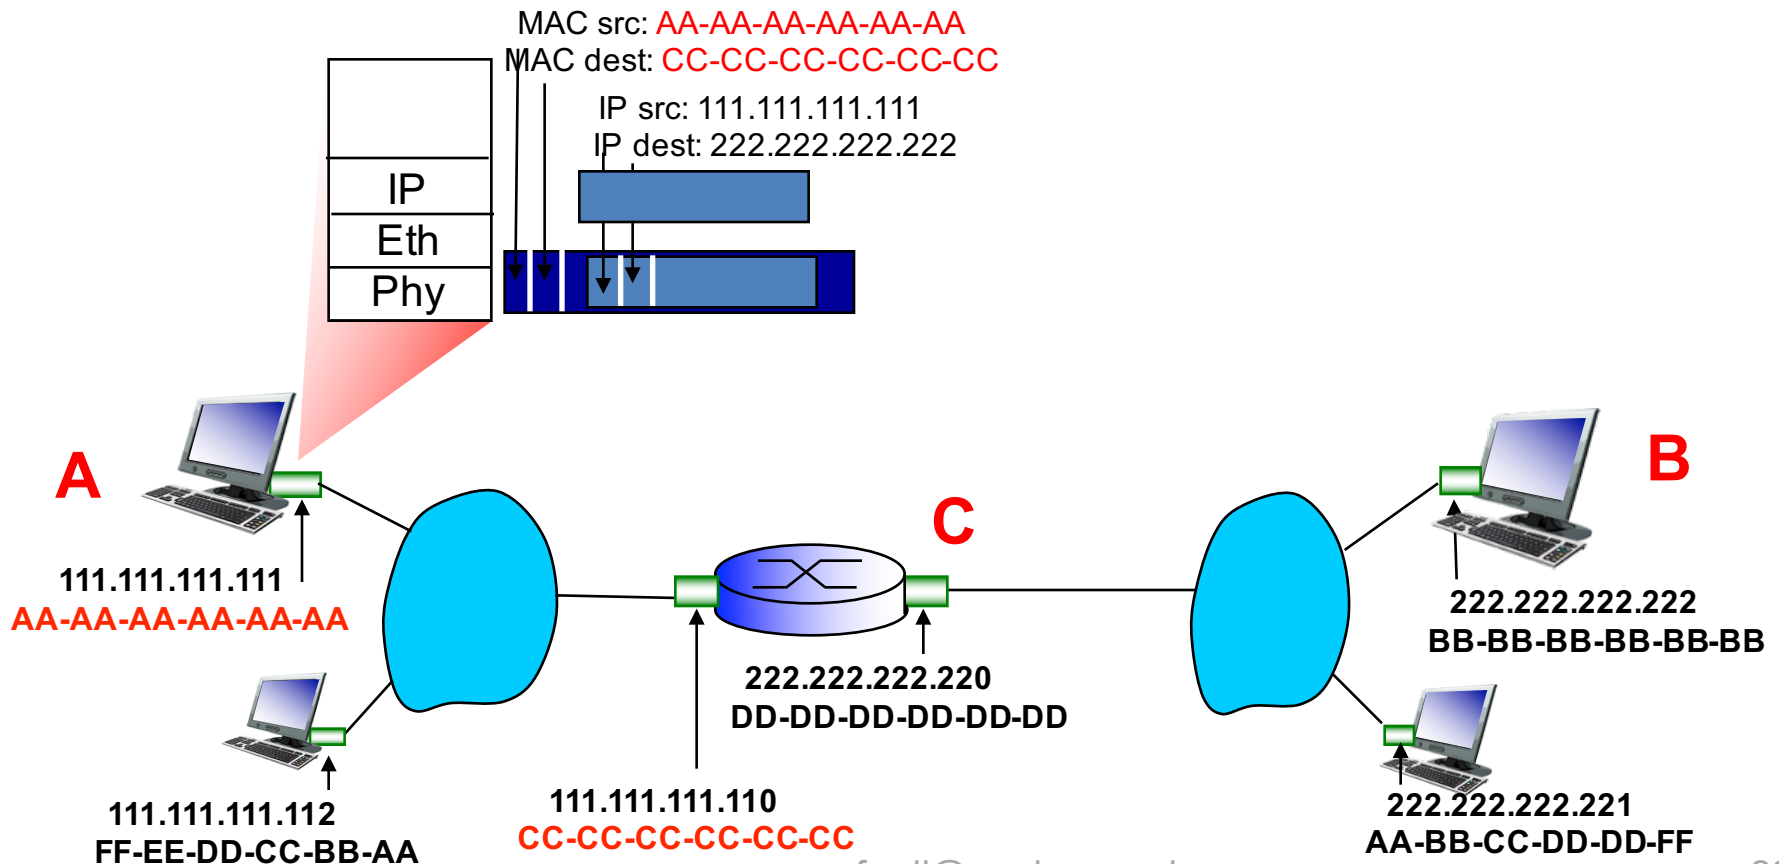 MAC src: AA-AA-AA-AA-AA-AA
MAC dest: CC-CC-CC-CC-CC-CC
IP src: 111.111.111.111
IP dest: 222.222.222.222
IP
Eth
Phy
A
B
C
111.111.111.111
AA-AA-AA-AA-AA-AA
222.222.222.222
BB-BB-BB-BB-BB-BB
222.222.222.220
DD-DD-DD-DD-DD-DD
111.111.111.112
FF-EE-DD-CC-BB-AA
111.111.111.110
CC-CC-CC-CC-CC-CC
222.222.222.221
AA-BB-CC-DD-DD-FF